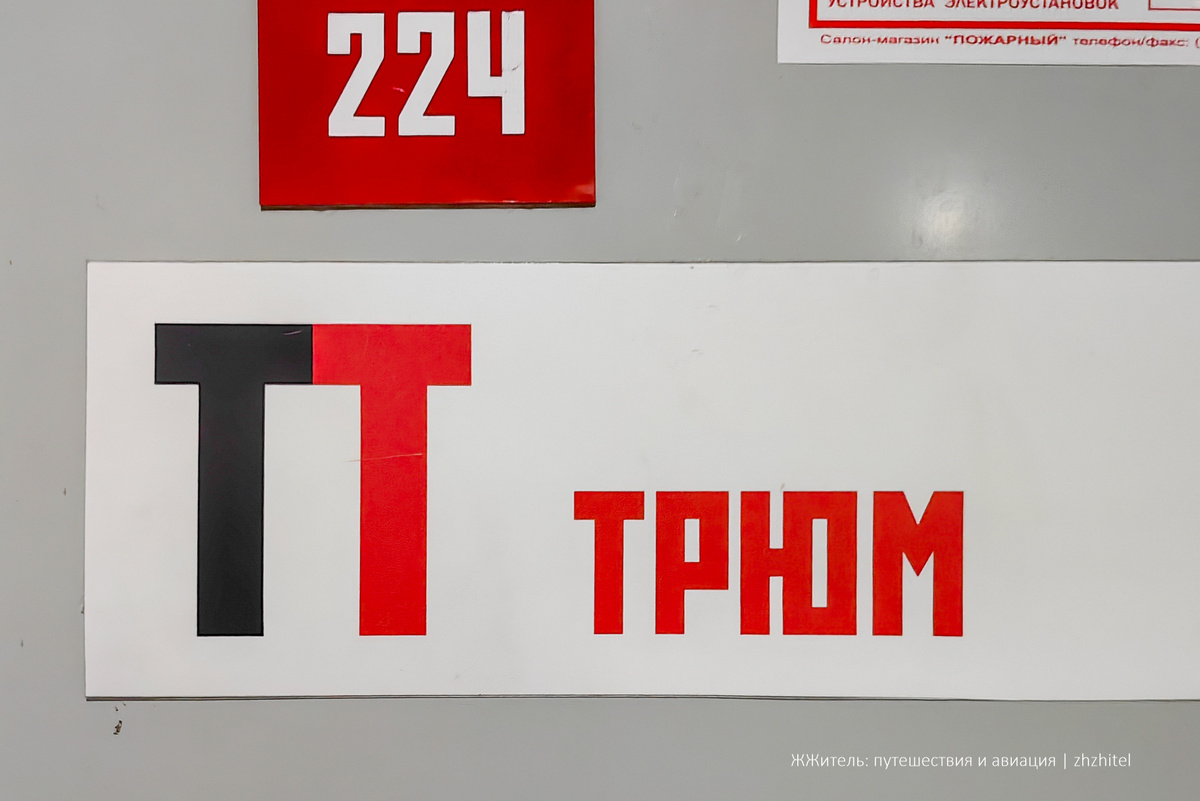 224
УСТРОЙСТВА ЭЛЕКТРОУСТАНОВОК
Салон-магазин "ПОЖАРНЫЙ" телефон/факс: (
ТТ ТРЮМ
ЖЖитель: путешествия и авиация | zhzhitel